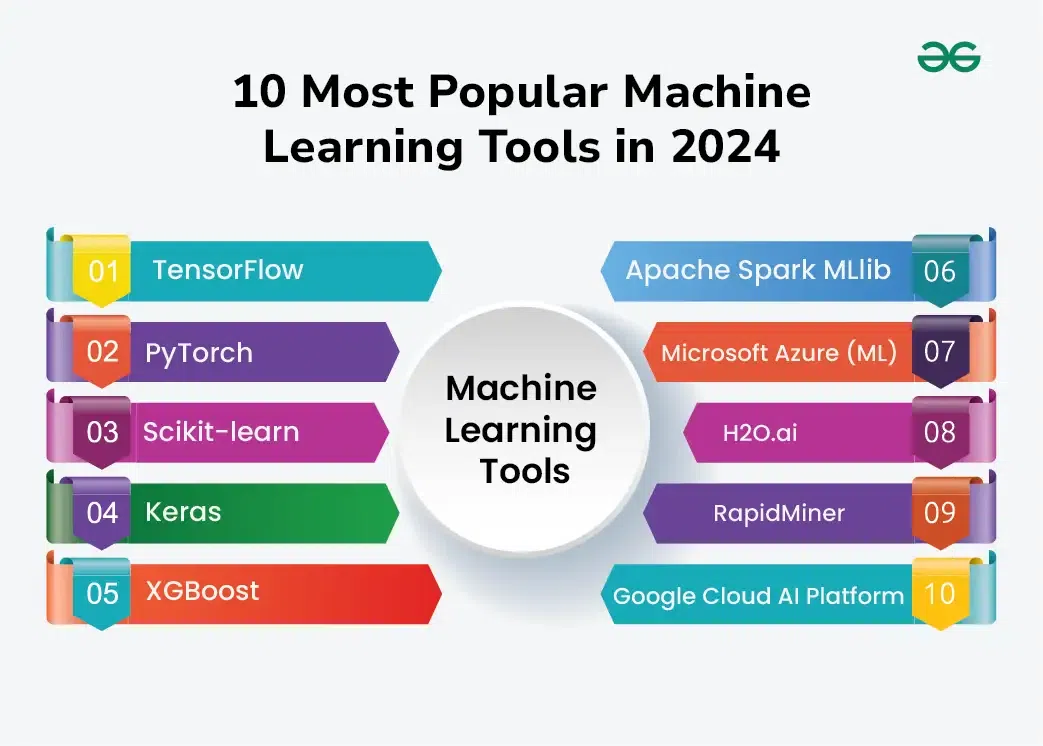 10 Most Popular Machine
Learning Tools in 2024
01 TensorFlow
02 PyTorch
03 Scikit-learn
04 Keras
05 XGBoost
Machine
Learning
Tools
Apache Spark MLlib 06
Microsoft Azure (ML) 07
H2O.ai 08
RapidMiner 09
Google Cloud AI Platform 10